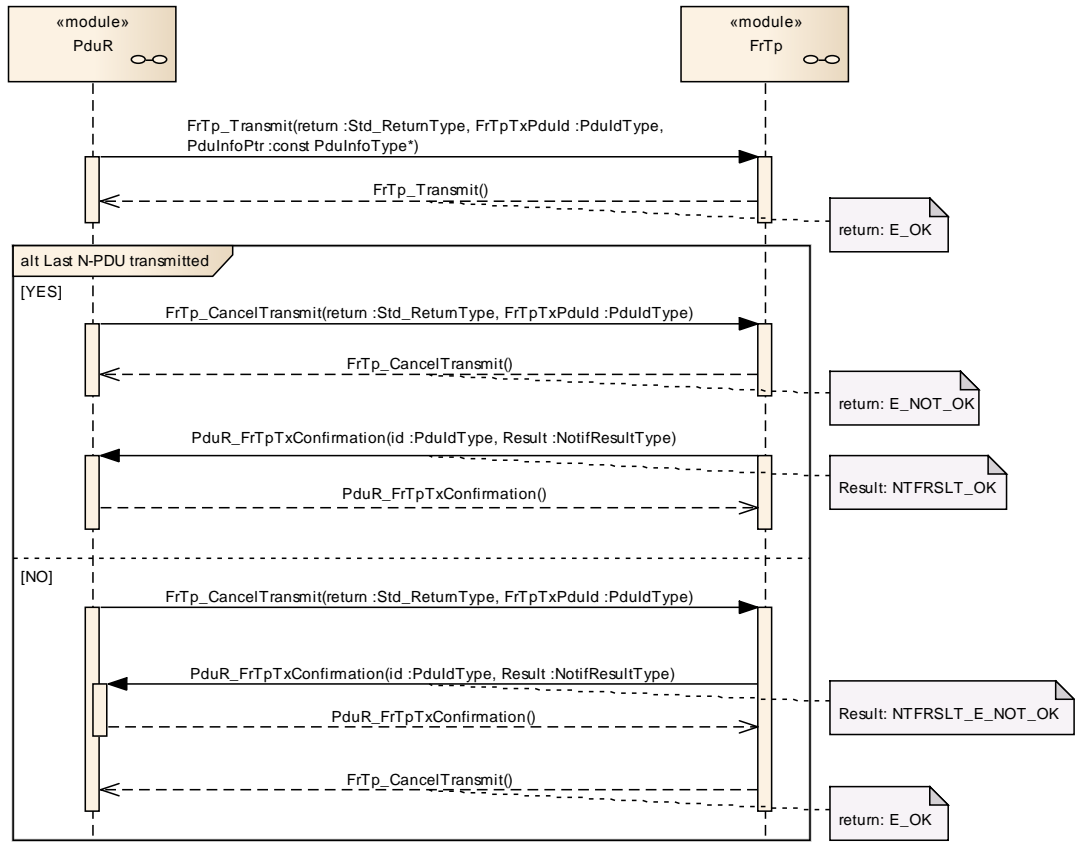 «module»
PduR
«module»
FrTp
FrTp_Transmit(return :Std_ReturnType, FrTpTxPduId :PduIdType,
PduInfoPtr :const PduInfoType*)
FrTp_Transmit()
return: E_OK
alt Last N-PDU transmitted
[YES]
FrTp_CancelTransmit(return :Std_ReturnType, FrTpTxPduId :PduIdType)
FrTp_CancelTransmit()
return: E_NOT_OK
PduR_FrTpTxConfirmation(id :PduIdType, Result :NotifResultType)
Result: NTFRSLT_OK
PduR_FrTpTxConfirmation()
[NO]
FrTp_CancelTransmit(return :Std_ReturnType, FrTpTxPduId :PduIdType)
PduR_FrTpTxConfirmation(id :PduIdType, Result :NotifResultType)
Result: NTFRSLT_E_NOT_OK
PduR_FrTpTxConfirmation()
FrTp_CancelTransmit()
return: E_OK